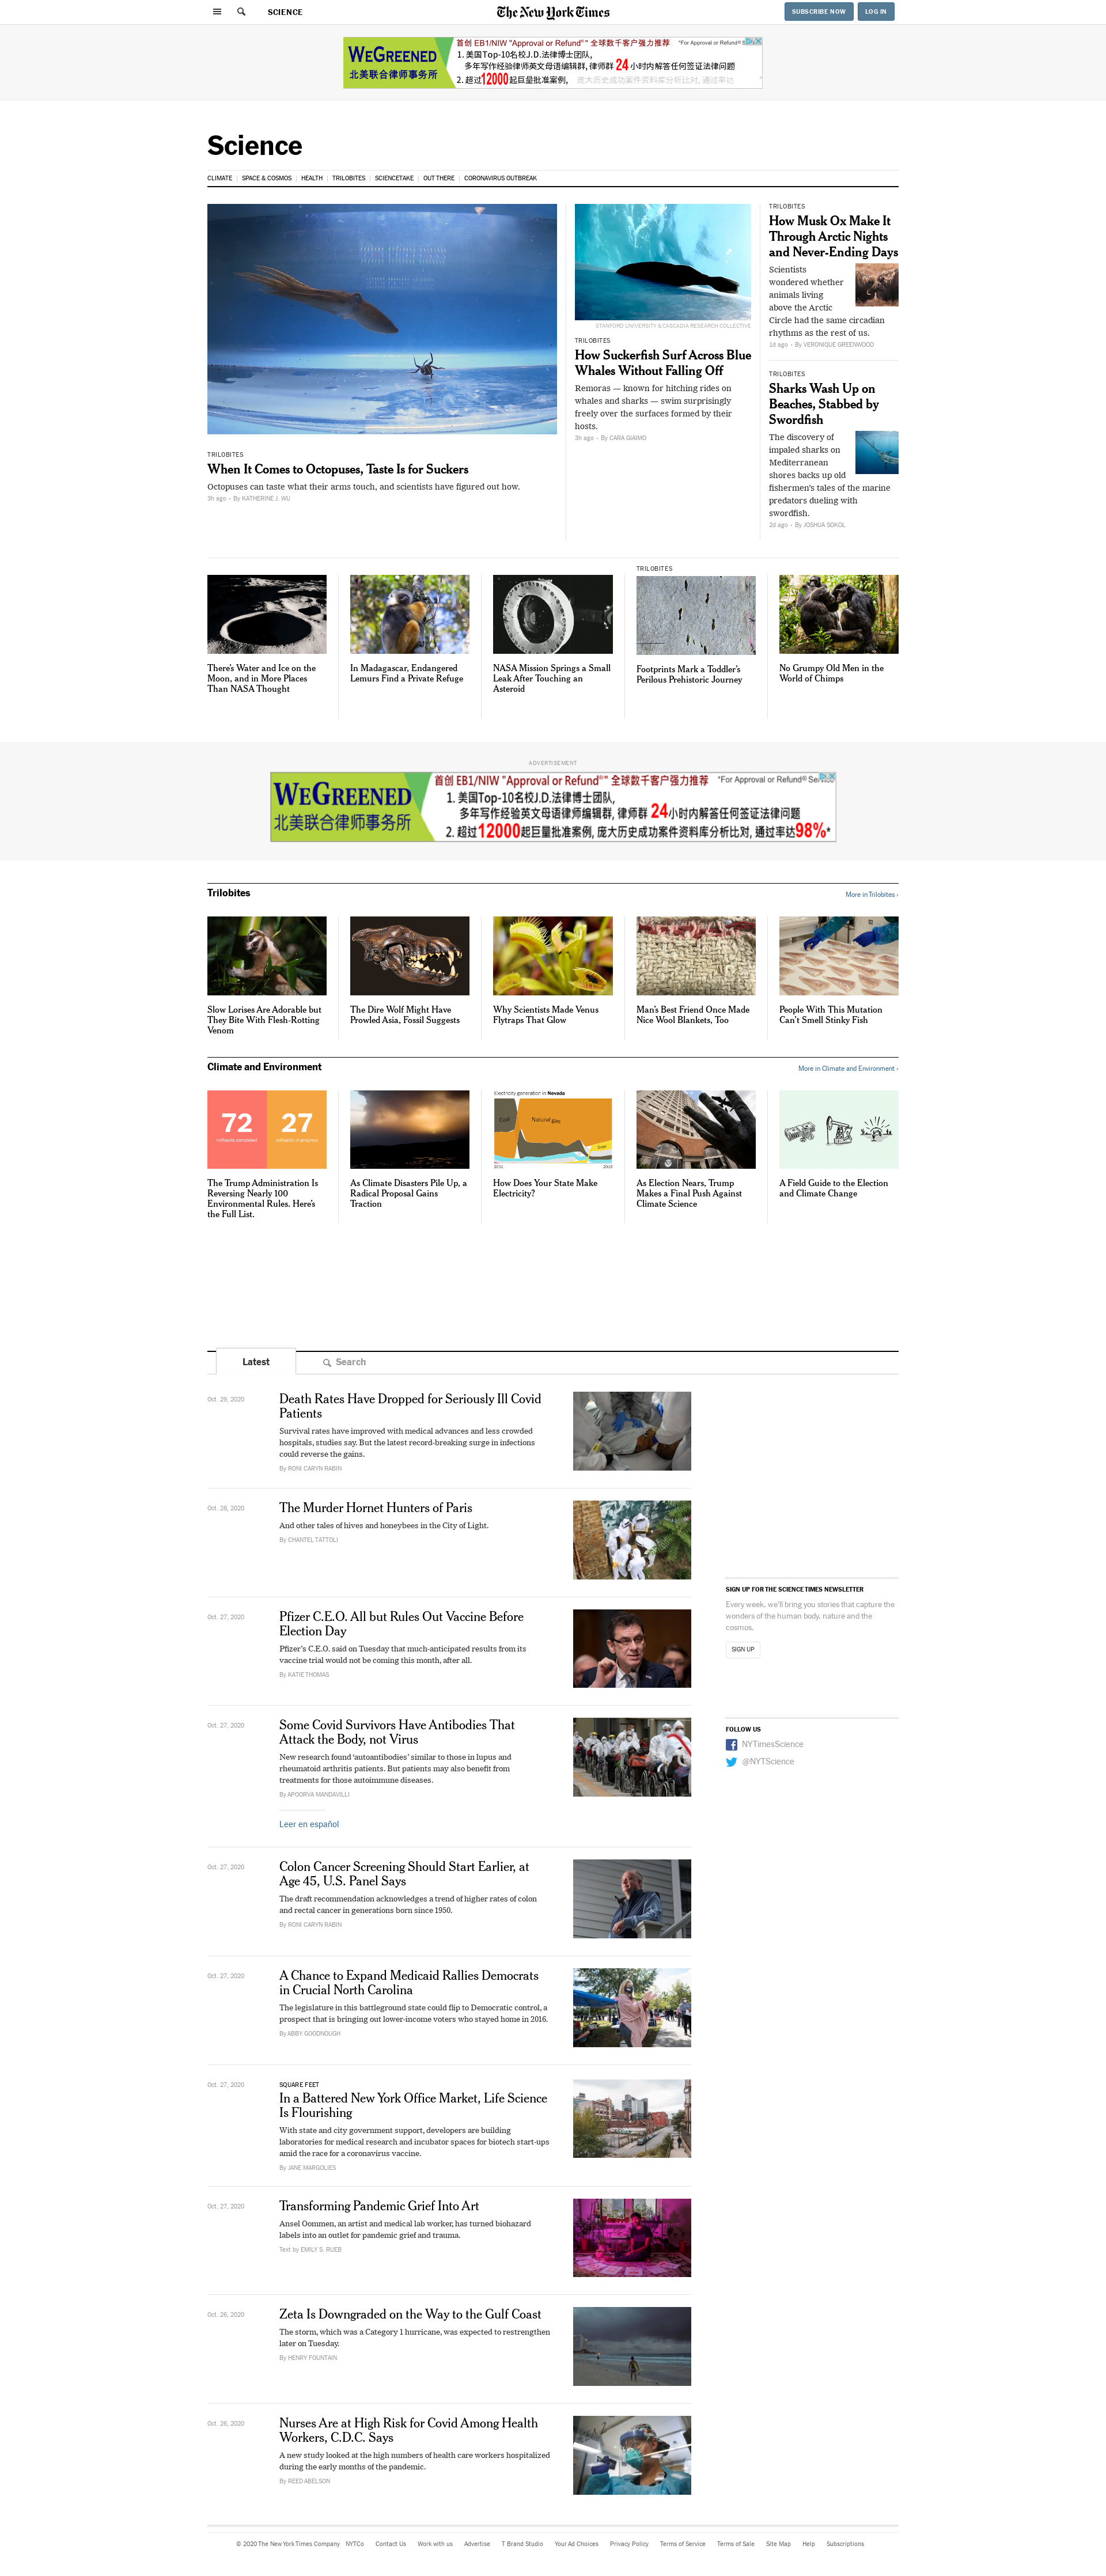 SCIENCE
The New York Times
SUBSCRIBE NOW
LOG IN
WEGREENED
北美联合律师事务所
首创 EB1/NIW "Approval or Refund®" 全球数千客户强力推荐
1. 美国Top-10名校J.D.法律博士团队,
多年写作经验英文母语律师编辑群, 律师群 24 小时内解答任何签证法律问题
2. 超过12000起巨量批准案例, 庞大历史成功案件资料库分析比对, 通过率达
Science
CLIMATE
SPACE & COSMOS
HEALTH
TRILOBITES
SCIENCETAKE
OUT THERE
CORONAVIRUS OUTBREAK
TRILOBITES
When It Comes to Octopuses, Taste Is for Suckers
Octopuses can taste what their arms touch, and scientists have figured out how.
3h ago • By KATHERINE J. WU
STANFORD UNIVERSITY & CASCADIA RESEARCH COLLECTIVE
TRILOBITES
How Suckerfish Surf Across Blue
Whales Without Falling Off
Remoras — known for hitching rides on
whales and sharks — swim surprisingly
freely over the surfaces formed by their
hosts.
3h ago • By CARA GIAIMO
TRILOBITES
How Musk Ox Make It
Through Arctic Nights
and Never-Ending Days
Scientists
wondered whether
animals living
above the Arctic
Circle had the same circadian
rhythms as the rest of us.
1d ago • By VERONIQUE GREENWOOD
TRILOBITES
Sharks Wash Up on
Beaches, Stabbed by
Swordfish
The discovery of
impaled sharks on
Mediterranean
shores backs up old
fishermen's tales of the marine
predators dueling with
swordfish.
2d ago • By JOSHUA SOKOL
There's Water and Ice on the
Moon, and in More Places
Than NASA Thought
In Madagascar, Endangered
Lemurs Find a Private Refuge
NASA Mission Springs a Small
Leak After Touching an
Asteroid
TRILOBITES
Footprints Mark a Toddler's
Perilous Prehistoric Journey
No Grumpy Old Men in the
World of Chimps
ADVERTISEMENT
WEGREENED
北美联合律师事务所
首创 EB1/NIW "Approval or Refund®" 全球数千客户强力推荐 *For Approval or Refund® Service
1. 美国Top-10名校J.D.法律博士团队,
多年写作经验英文母语律师编辑群, 律师群 24小时内解答任何签证法律问题
2. 超过12000起巨量批准案例, 庞大历史成功案件资料库分析比对, 通过率达98%*
Trilobites
More in Trilobites ›
Slow Lorises Are Adorable but
They Bite With Flesh-Rotting
Venom
The Dire Wolf Might Have
Prowled Asia, Fossil Suggests
Why Scientists Made Venus
Flytraps That Glow
Man's Best Friend Once Made
Nice Wool Blankets, Too
People With This Mutation
Can't Smell Stinky Fish
Climate and Environment
More in Climate and Environment ›
72
rollbacks completed
27
rollbacks in progress
The Trump Administration Is
Reversing Nearly 100
Environmental Rules. Here's
the Full List.
As Climate Disasters Pile Up, a
Radical Proposal Gains
Traction
Electricity generation in Nevada
Coal
Natural gas
How Does Your State Make
Electricity?
As Election Nears, Trump
Makes a Final Push Against
Climate Science
A Field Guide to the Election
and Climate Change
Latest
Search
Oct. 29, 2020
Death Rates Have Dropped for Seriously Ill Covid
Patients
Survival rates have improved with medical advances and less crowded
hospitals, studies say. But the latest record-breaking surge in infections
could reverse the gains.
By RONI CARYN RABIN
Oct. 28, 2020
The Murder Hornet Hunters of Paris
And other tales of hives and honeybees in the City of Light.
By CHANTEL TATTOLI
Oct. 27, 2020
Pfizer C.E.O. All but Rules Out Vaccine Before
Election Day
Pfizer's C.E.O. said on Tuesday that much-anticipated results from its
vaccine trial would not be coming this month, after all.
By KATIE THOMAS
Oct. 27, 2020
Some Covid Survivors Have Antibodies That
Attack the Body, not Virus
New research found 'autoantibodies' similar to those in lupus and
rheumatoid arthritis patients. But patients may also benefit from
treatments for those autoimmune diseases.
By APOORVA MANDAVILLI
Leer en español
Oct. 27, 2020
Colon Cancer Screening Should Start Earlier, at
Age 45, U.S. Panel Says
The draft recommendation acknowledges a trend of higher rates of colon
and rectal cancer in generations born since 1950.
By RONI CARYN RABIN
Oct. 27, 2020
A Chance to Expand Medicaid Rallies Democrats
in Crucial North Carolina
The legislature in this battleground state could flip to Democratic control, a
prospect that is bringing out lower-income voters who stayed home in 2016.
By ABBY GOODNOUGH
Oct. 27, 2020
SQUARE FEET
In a Battered New York Office Market, Life Science
Is Flourishing
With state and city government support, developers are building
laboratories for medical research and incubator spaces for biotech start-ups
amid the race for a coronavirus vaccine.
By JANE MARGOLIES
Oct. 27, 2020
Transforming Pandemic Grief Into Art
Ansel Oommen, an artist and medical lab worker, has turned biohazard
labels into an outlet for pandemic grief and trauma.
Text by EMILY S. RUEB
Oct. 26, 2020
Zeta Is Downgraded on the Way to the Gulf Coast
The storm, which was a Category 1 hurricane, was expected to restrengthen
later on Tuesday.
By HENRY FOUNTAIN
Oct. 26, 2020
Nurses Are at High Risk for Covid Among Health
Workers, C.D.C. Says
A new study looked at the high numbers of health care workers hospitalized
during the early months of the pandemic.
By REED ABELSON
SIGN UP FOR THE SCIENCE TIMES NEWSLETTER
Every week, we'll bring you stories that capture the
wonders of the human body, nature and the
cosmos.
SIGN UP
FOLLOW US
NYTimesScience
@NYTScience
© 2020 The New York Times Company NYTCo Contact Us Work with us Advertise T Brand Studio Your Ad Choices Privacy Policy Terms of Service Terms of Sale Site Map Help Subscriptions